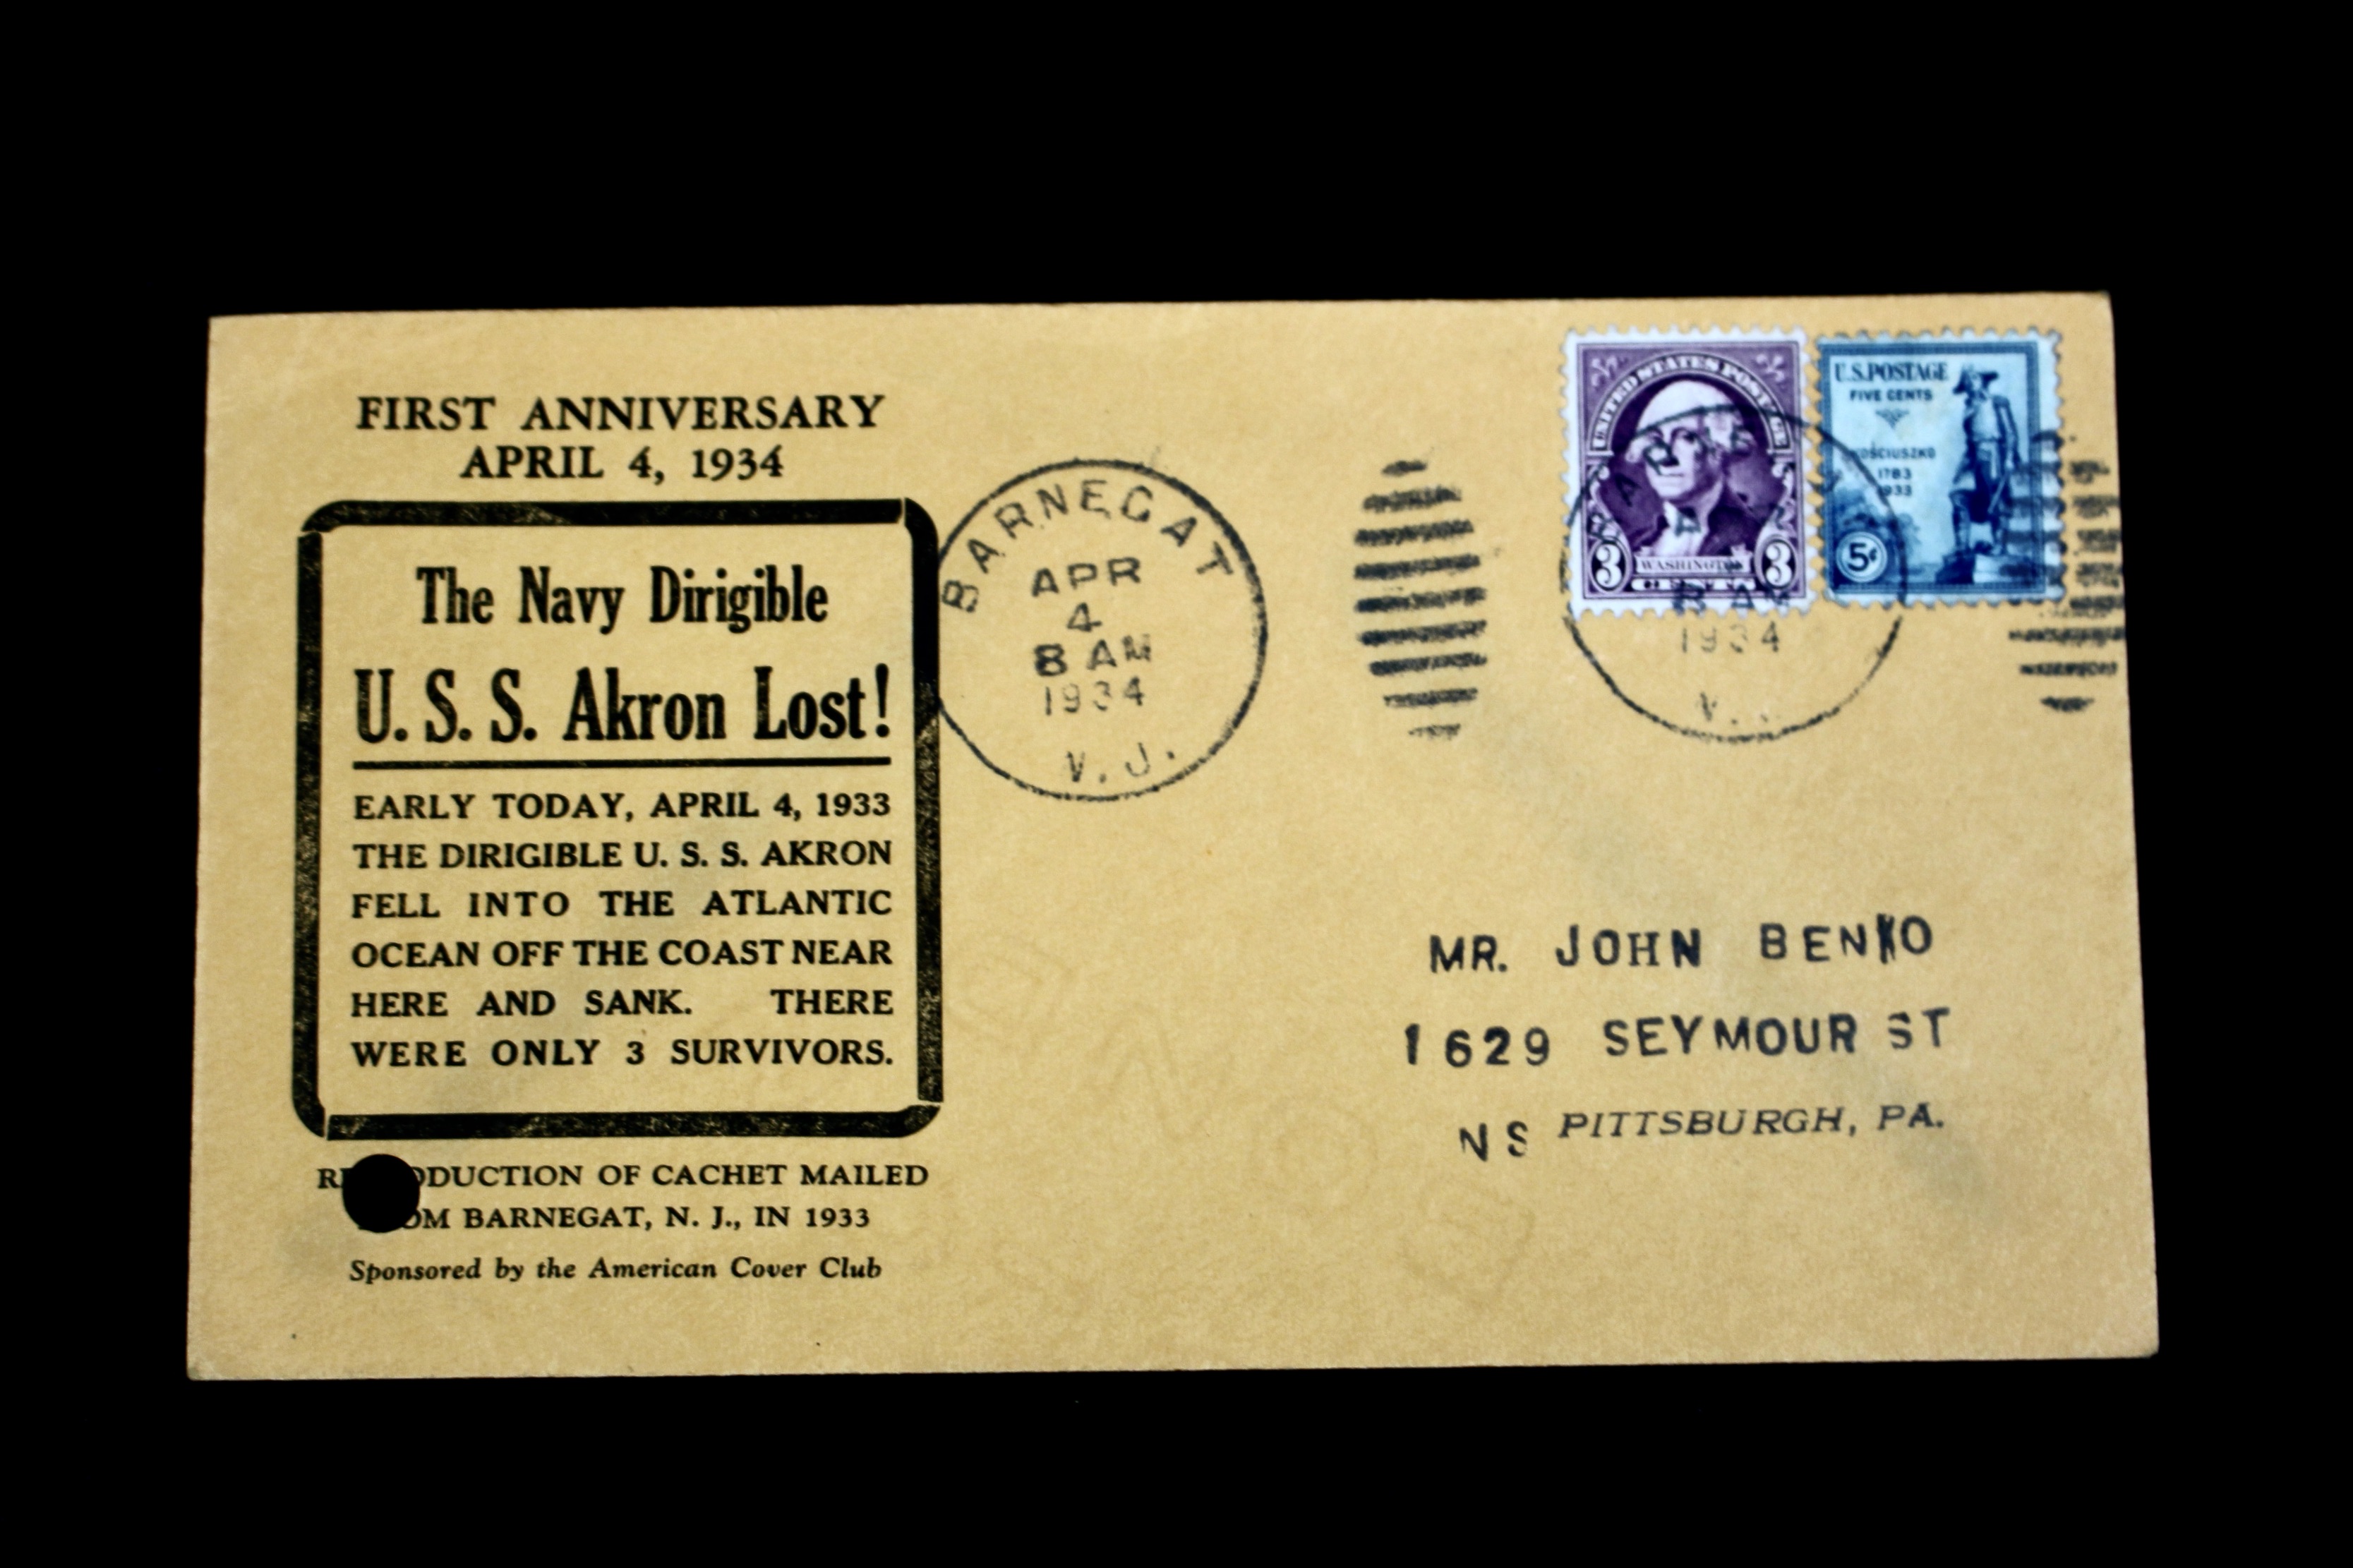 FIRST ANNIVERSARY
APRIL 4, 1934
The Navy Dirigible
U. S. S. Akron Lost!
EARLY TODAY, APRIL 4, 1933
THE DIRIGIBLE U. S. S. AKRON
FELL INTO THE ATLANTIC
OCEAN OFF THE COAST NEAR
HERE AND SANK. THERE
WERE ONLY 3 SURVIVORS.
OF CACHET MAILED
BARNEGAT, N. J., IN 1933
Sponsored by the American Cover Club
BARNEGAT
APR
4
8 AM
1934
N. J.
UNITED STATES POSTAGE
3 WASHINGTON 3
CENTS
U.S. POSTAGE
FIVE CENTS
KOŚCIUSZKO
1783
1933
5¢
8 AM
1934
MR. JOHN BENKO
1629 SEYMOUR ST
NS PITTSBURGH, PA.